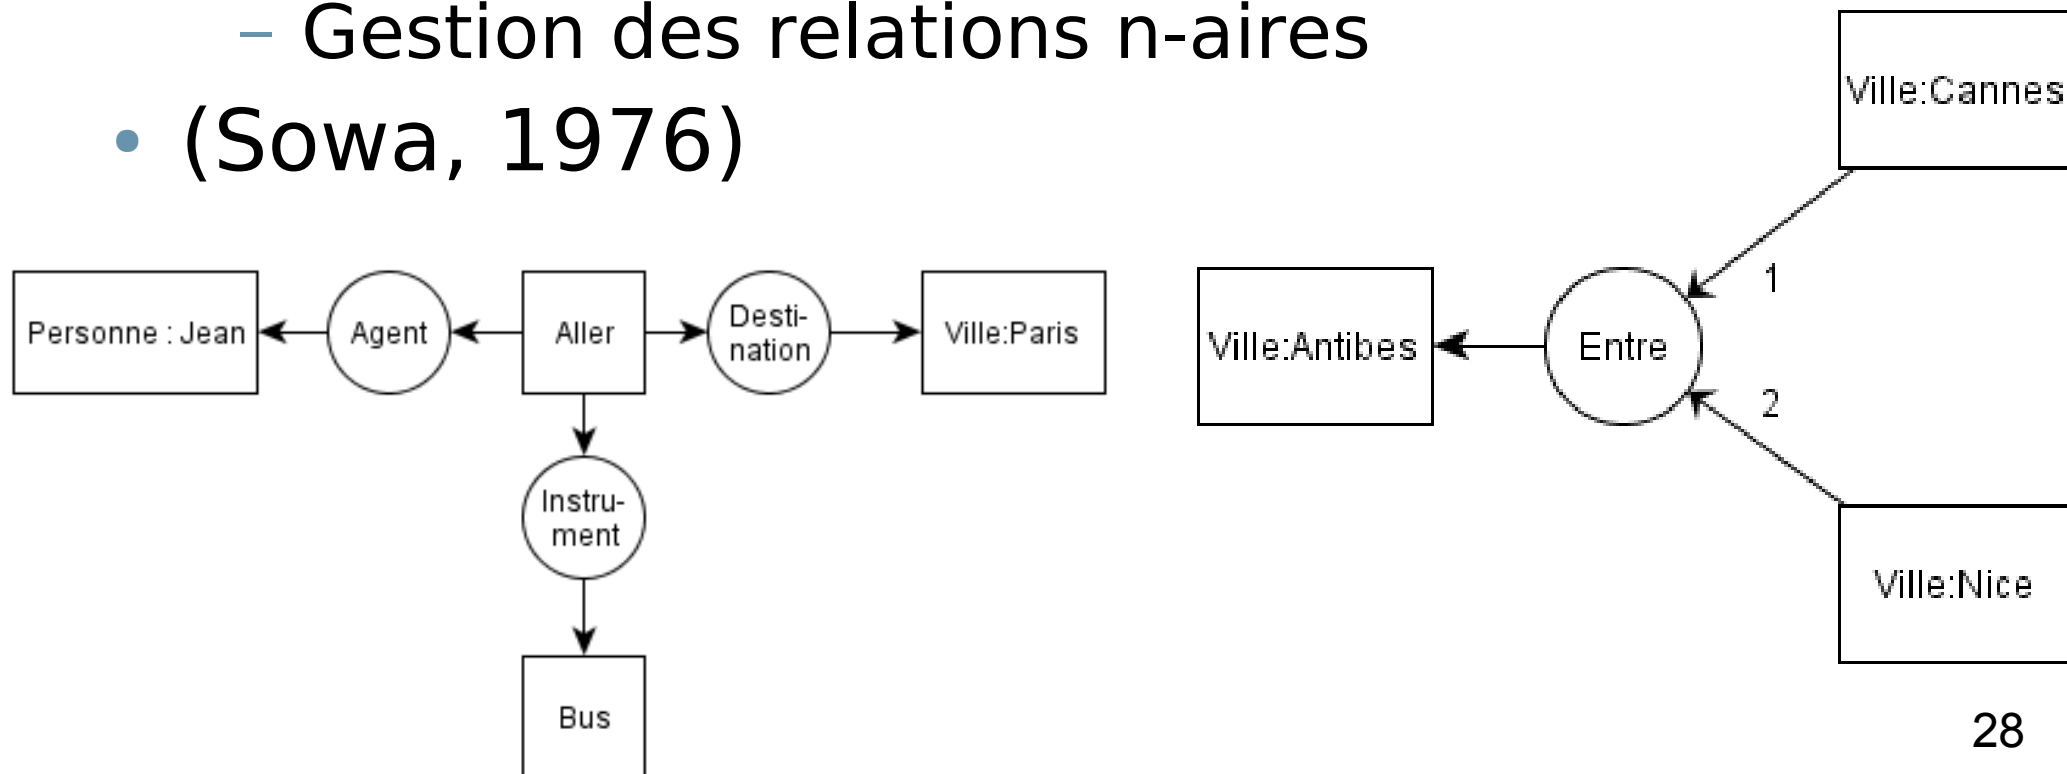 – Gestion des relations n-aires
• (Sowa, 1976)
Personne : Jean
Agent
Aller
Desti-
nation
Ville:Paris
Instru-
ment
Bus
Ville:Cannes
1
Ville:Antibes
Entre
2
Ville:Nice
28